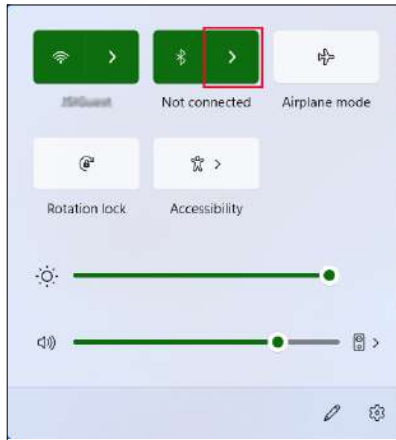 Not connected
Airplane mode
Rotation lock
Accessibility